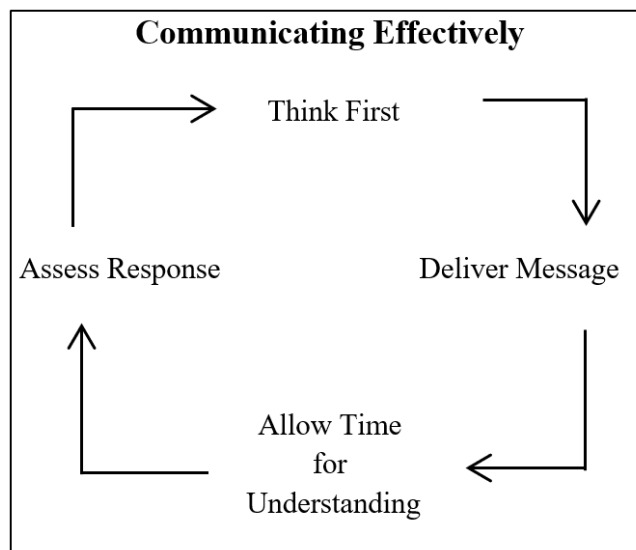 Communicating Effectively
Think First
Assess Response
Deliver Message
Allow Time
for
Understanding